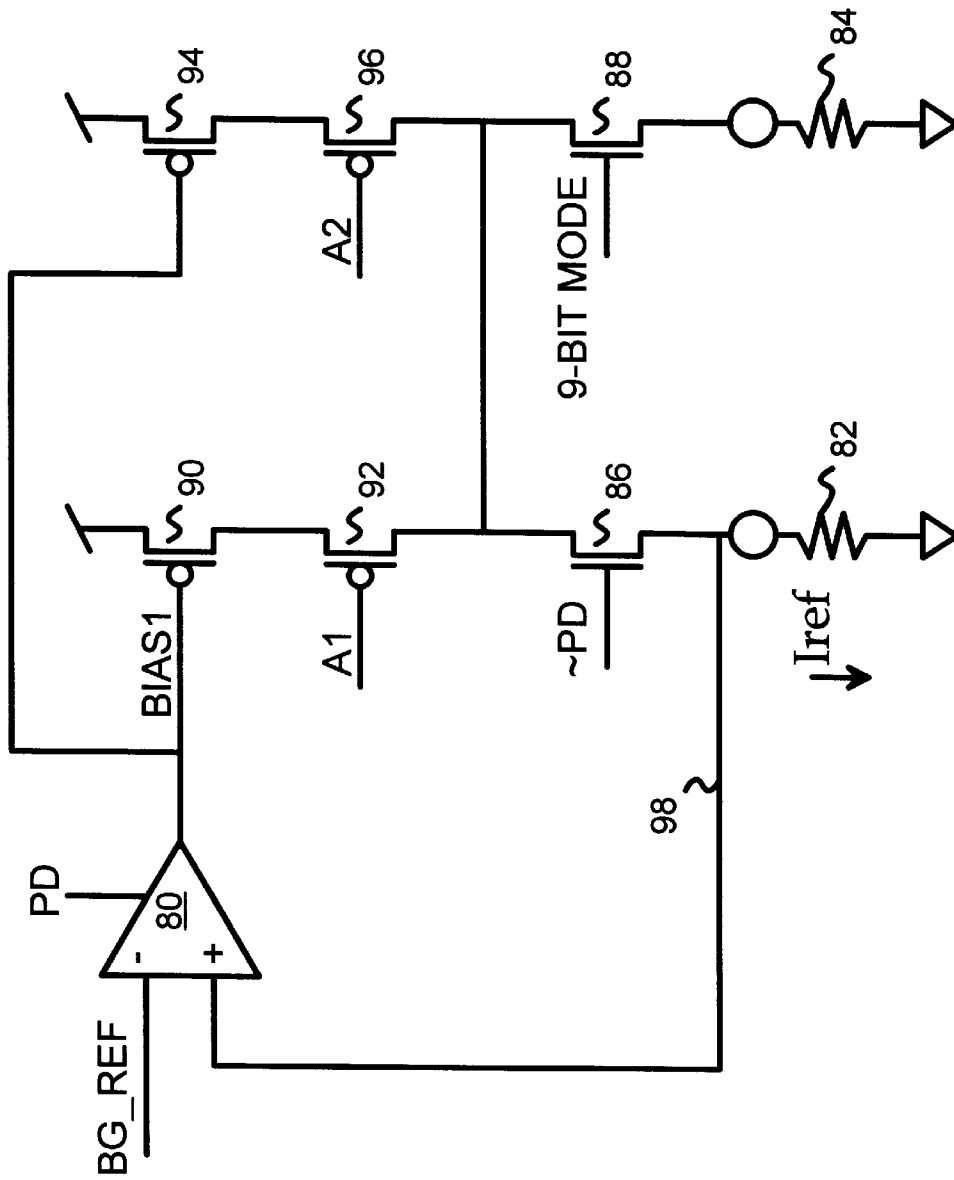 94
96
88
84
A2
9-BIT MODE
90
92
86
82
BIAS1
A1
~PD
Iref
98
PD
80
-
+
BG_REF